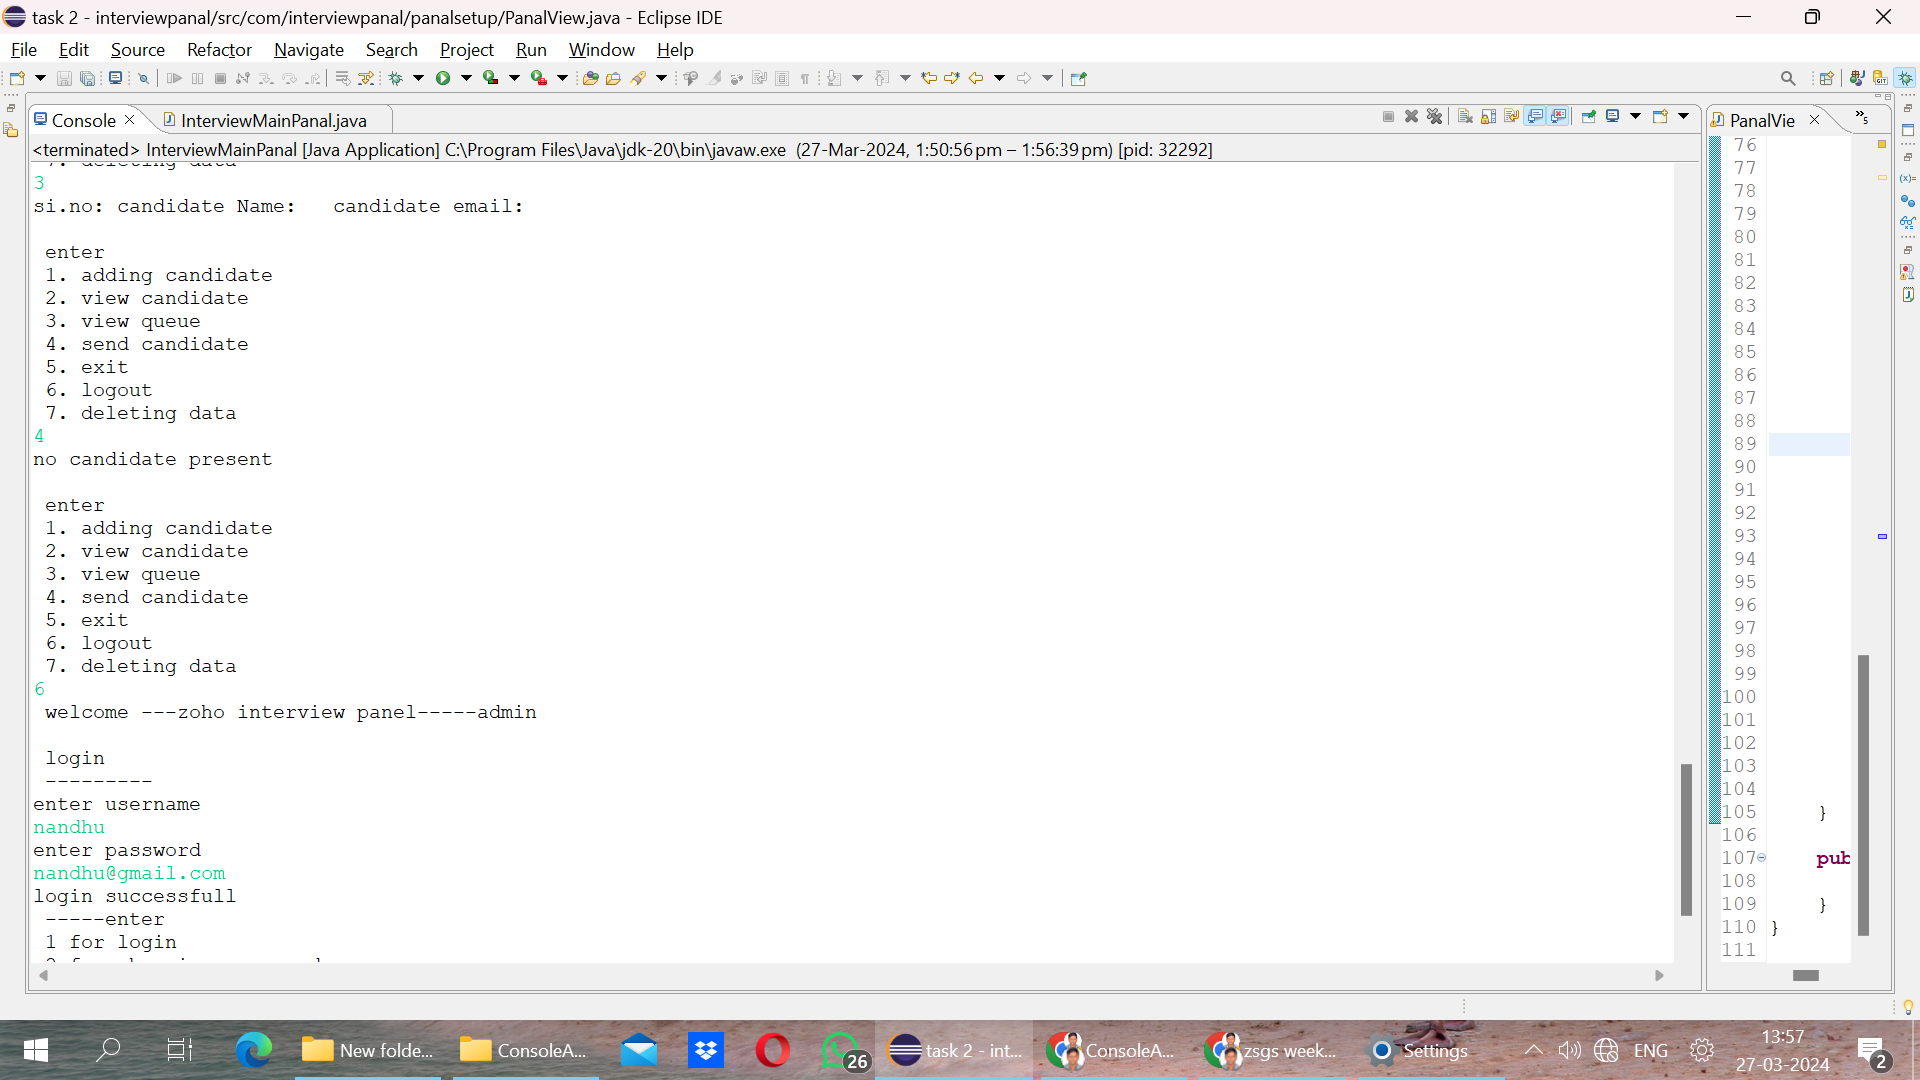 task 2 - interviewpanal/src/com/interviewpanal/panalsetup/PanalView.java - Eclipse IDE
File Edit Source Refactor Navigate Search Project Run Window Help
Console InterviewMainPanal.java PanalVie
<terminated> InterviewMainPanal [Java Application] C:\Program Files\Java\jdk-20\bin\javaw.exe (27-Mar-2024, 1:50:56 pm – 1:56:39 pm) [pid: 32292]
7. deleting data
3
si.no: candidate Name:   candidate email:
enter
1. adding candidate
2. view candidate
3. view queue
4. send candidate
5. exit
6. logout
7. deleting data
4
no candidate present
enter
1. adding candidate
2. view candidate
3. view queue
4. send candidate
5. exit
6. logout
7. deleting data
6
welcome ---zoho interview panel-----admin
login
---------
enter username
nandhu
enter password
nandhu@gmail.com
login successfull
-----enter
1 for login
76
77
78
79
80
81
82
83
84
85
86
87
88
89
90
91
92
93
94
95
96
97
98
99
100
101
102
103
104
105 }
106
107 pub
108
109 }
110 }
111
New folde... ConsoleA... 26 task 2 - int... ConsoleA... zsgs week... Settings ENG 13:57
27-03-2024 2